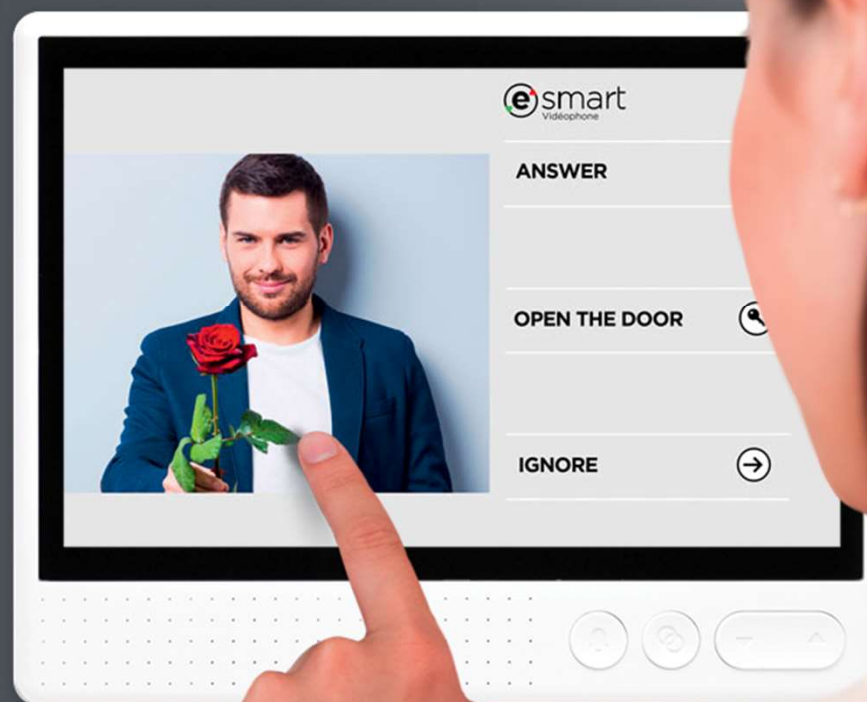 esmart
Vidéophone
ANSWER
OPEN THE DOOR
IGNORE